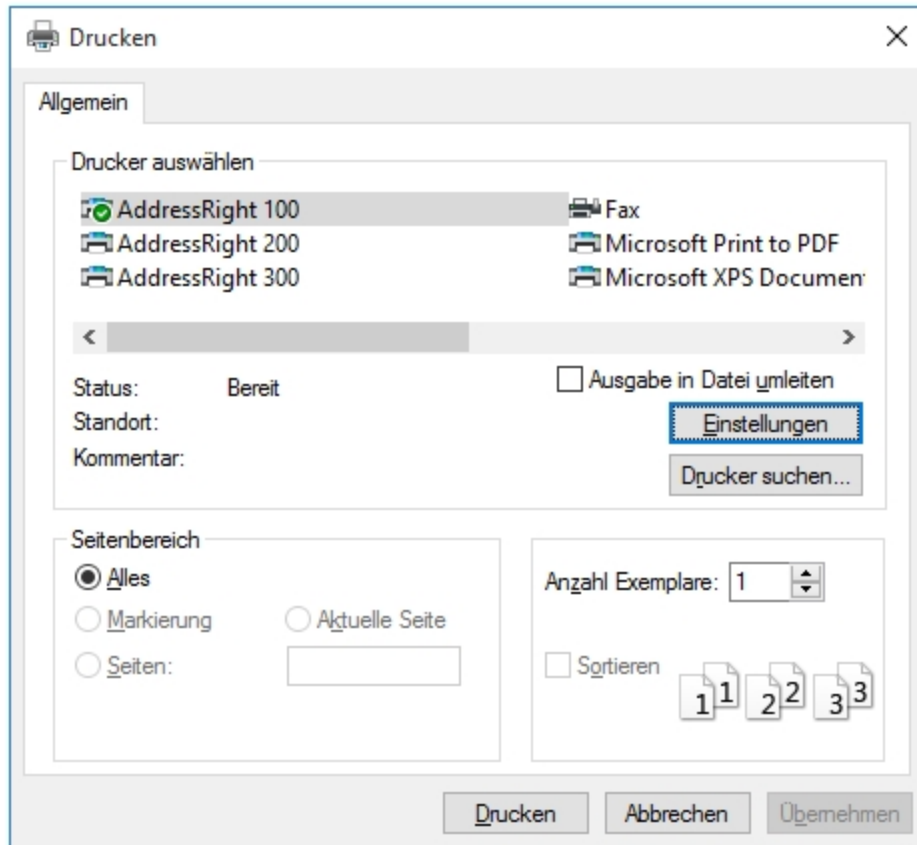 Drucken
Allgemein
Drucker auswählen
AddressRight 100
Fax
AddressRight 200
Microsoft Print to PDF
AddressRight 300
Microsoft XPS Documen
Status: Bereit
Ausgabe in Datei umleiten
Standort:
Einstellungen
Kommentar:
Drucker suchen...
Seitenbereich
Alles
Markierung
Aktuelle Seite
Seiten:
Anzahl Exemplare: 1
Sortieren
1 1 2 2 3 3
Drucken Abbrechen Übernehmen